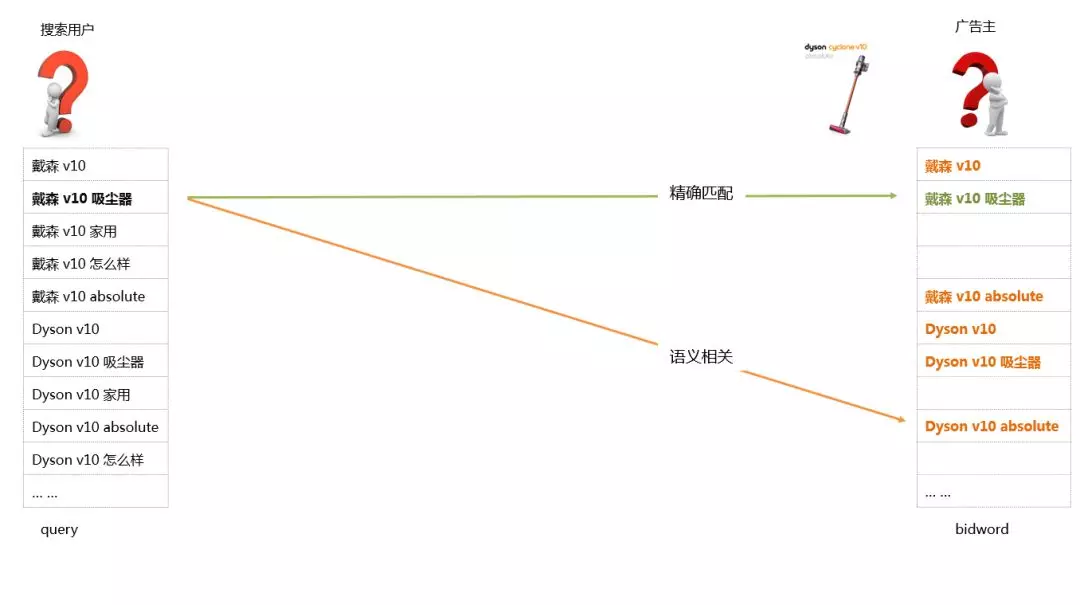 搜索用户
广告主
dyson cyclone v10
absolute
戴森 v10
戴森 v10 吸尘器
戴森 v10 家用
戴森 v10 怎么样
戴森 v10 absolute
Dyson v10
Dyson v10 吸尘器
Dyson v10 家用
Dyson v10 absolute
Dyson v10 怎么样
... ...
query
精确匹配
语义相关
戴森 v10
戴森 v10 吸尘器
戴森 v10 absolute
Dyson v10
Dyson v10 吸尘器
Dyson v10 absolute
... ...
bidword